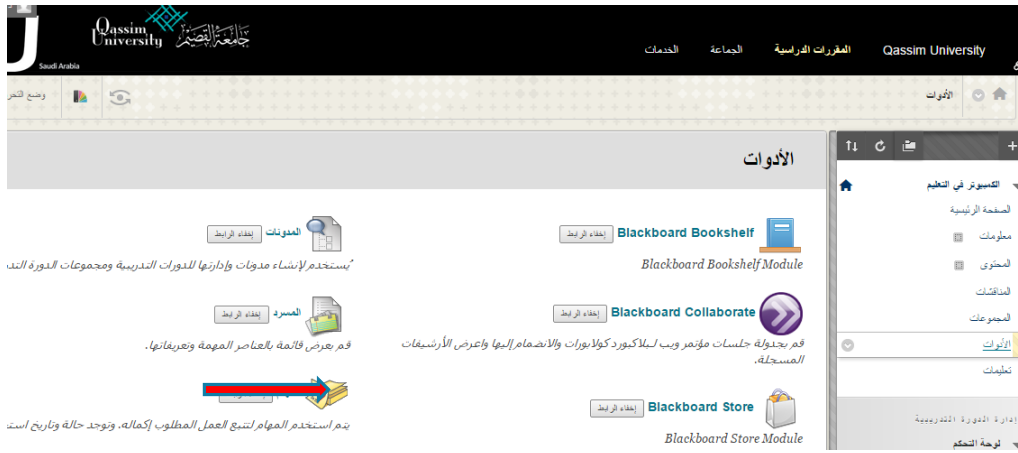 Qassim University
جامعة القصيم
Saudi Arabia
Qassim University
المقررات الدراسية
الجماعة
الخدمات
الأدوات
وضع
الأدوات
Blackboard Bookshelf
إخفاء الرابط
Blackboard Bookshelf Module
Blackboard Collaborate
إخفاء الرابط
قم بجدولة جلسات مؤتمر ويب لـبلاكبورد كولابورات والانضمام إليها واعرض الأرشيفات
المسجلة.
Blackboard Store
إخفاء الرابط
Blackboard Store Module
المدونات
إخفاء الرابط
يستخدم لإنشاء مدونات وإدارتها للدورات التدريبية ومجموعات الدورة
المسرد
إخفاء الرابط
قم بعرض قائمة بالعناصر المهمة وتعريفاتها.
يتم استخدم المهام لتتبع العمل المطلوب إكماله. وتوجد حالة وتاريخ
الكمبيوتر في التعليم
الصفحة الرئيسية
معلومات
المحتوى
المناقشات
المجموعات
الأدوات
تعليمات
إدارة الدورة التدريبية
لوحة التحكم